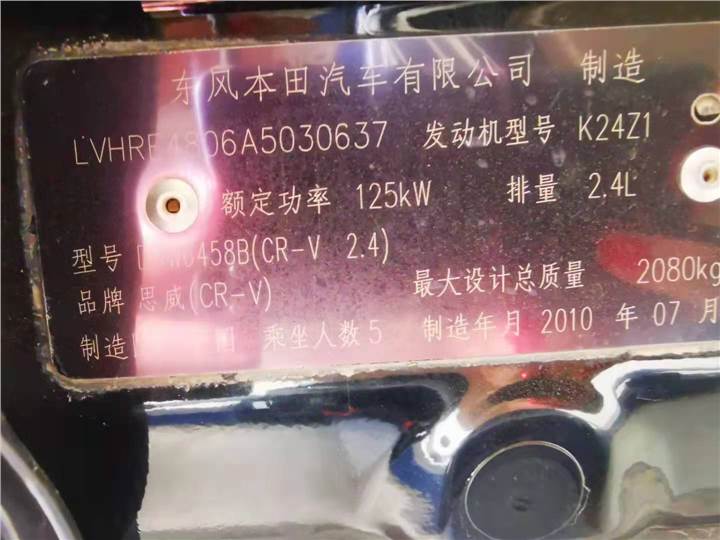 东风本田汽车有限公司 制造
LVHRE4806A5030637 发动机型号 K24Z1
额定功率 125kW 排量 2.4L
型号 458B(CR-V 2.4)
品牌 思威(CR-V) 最大设计总质量 2080kg
制造 乘坐人数 5 制造年月 2010 年 07 月